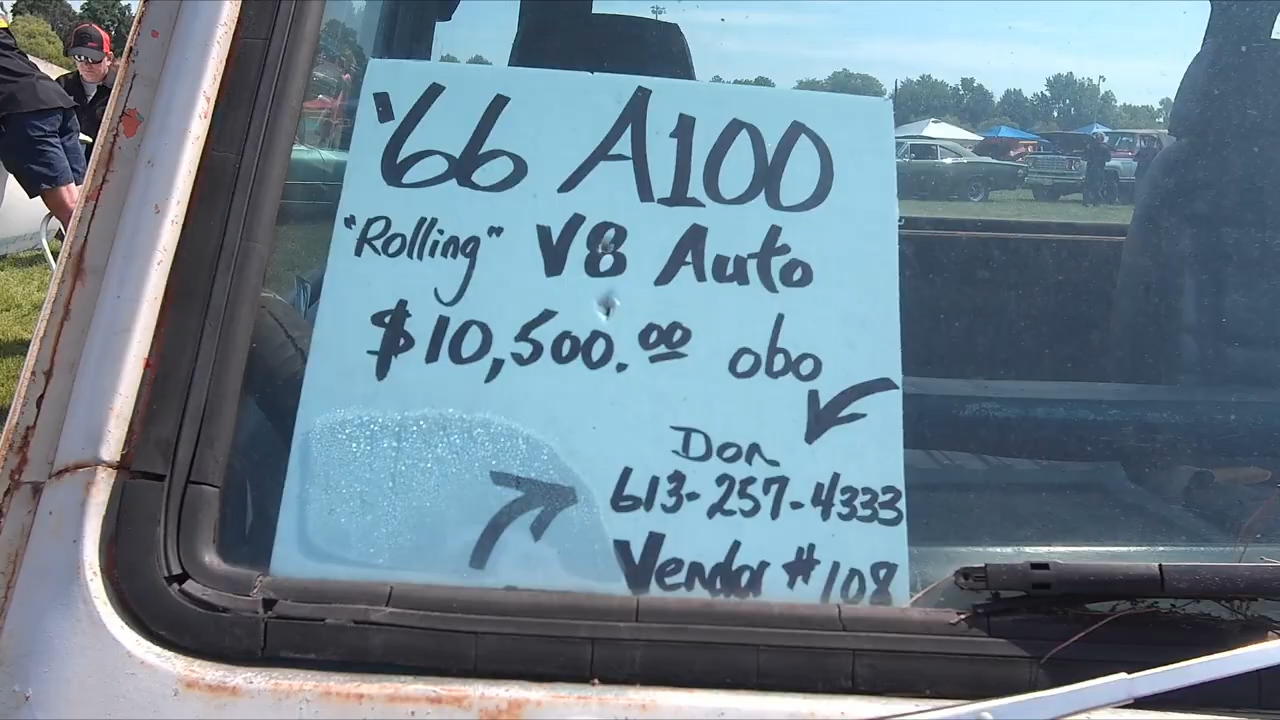 '66 A100
"Rolling" V8 Auto
$10,500.00 obo
Don
613-257-4333
Vendor #108